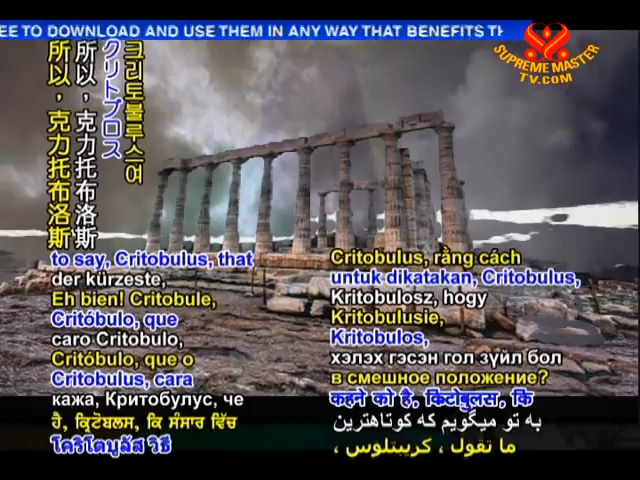 EE TO DOWNLOAD AND USE THEM IN ANY WAY THAT BENEFITS TH
SUPREME MASTER
TV.COM
크리토불루스여
クリトブロス
所以，克力托布洛斯
所以，克力托布洛斯
to say, Critobulus, that
der kürzeste,
Eh bien! Critobule,
Critóbulo, que
caro Critobulo,
Critóbulo, que o
Critobulus, cara
кажа, Критобулус, че
ਹੈ, ਕ੍ਰਿਟੋਬਲਸ, ਕਿ ਸੰਸਾਰ ਵਿੱਚ
โครีโตบูลัส วิธี
Critobulus, rằng cách
untuk dikatakan, Critobulus,
Kritobulosz, hogy
Kritobulusie,
Kritobulos,
хэлэх гэсэн гол зүйл бол
в смешное положение?
कहने को है, क्रिटोबुलस, कि
به تو میگویم که کوتاهترین
ما تقول ، كريبتلوس ،